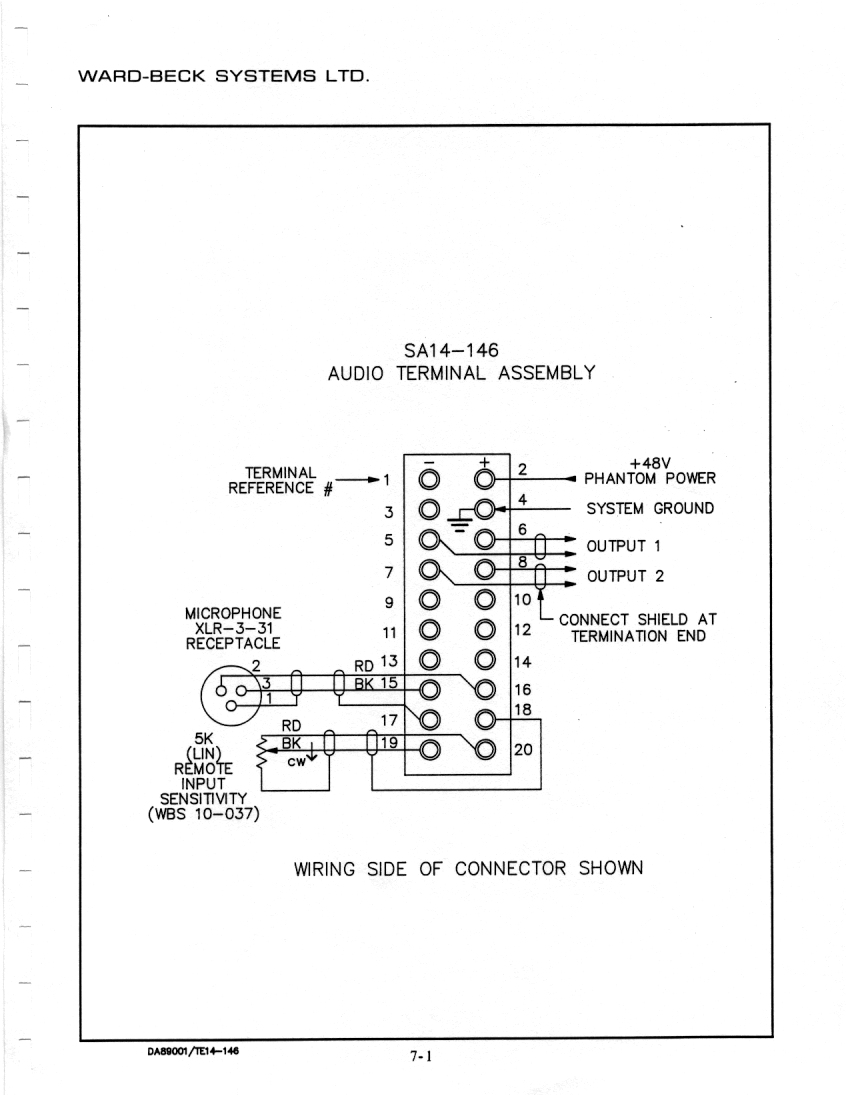 WARD-BECK SYSTEMS LTD.
SA14-146
AUDIO TERMINAL ASSEMBLY
TERMINAL
REFERENCE #
- +
1 2
+48V
PHANTOM POWER
3 4
SYSTEM GROUND
5 6
OUTPUT 1
7 8
OUTPUT 2
9 10
CONNECT SHIELD AT
TERMINATION END
11 12
MICROPHONE
XLR-3-31
RECEPTACLE
2
3
1
RD 13 14
BK 15 16
17 18
RD
BK 19 20
CW
5K
(LIN)
REMOTE
INPUT
SENSITIVITY
(WBS 10-037)
WIRING SIDE OF CONNECTOR SHOWN
DA89001/TE14-146
7-1